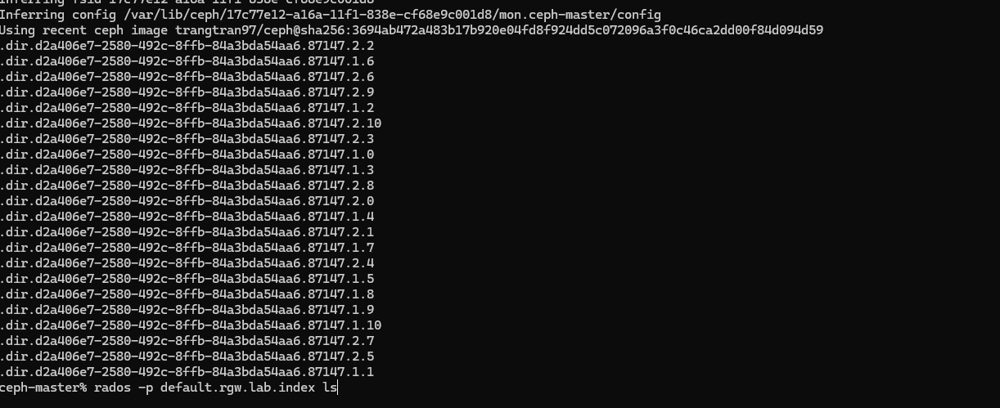 Inferring config /var/lib/ceph/17c77e12-a16a-11f1-838e-cf68e9c001d8/mon.ceph-master/config
Using recent ceph image trangtran97/ceph@sha256:3694ab472a483b17b920e04fd8f924dd5c072096a3f0c46ca2dd00f84d094d59
.dir.d2a406e7-2580-492c-8ffb-84a3bda54aa6.87147.2.2
.dir.d2a406e7-2580-492c-8ffb-84a3bda54aa6.87147.1.6
.dir.d2a406e7-2580-492c-8ffb-84a3bda54aa6.87147.2.6
.dir.d2a406e7-2580-492c-8ffb-84a3bda54aa6.87147.2.9
.dir.d2a406e7-2580-492c-8ffb-84a3bda54aa6.87147.1.2
.dir.d2a406e7-2580-492c-8ffb-84a3bda54aa6.87147.2.10
.dir.d2a406e7-2580-492c-8ffb-84a3bda54aa6.87147.2.3
.dir.d2a406e7-2580-492c-8ffb-84a3bda54aa6.87147.1.0
.dir.d2a406e7-2580-492c-8ffb-84a3bda54aa6.87147.1.3
.dir.d2a406e7-2580-492c-8ffb-84a3bda54aa6.87147.2.8
.dir.d2a406e7-2580-492c-8ffb-84a3bda54aa6.87147.2.0
.dir.d2a406e7-2580-492c-8ffb-84a3bda54aa6.87147.1.4
.dir.d2a406e7-2580-492c-8ffb-84a3bda54aa6.87147.2.1
.dir.d2a406e7-2580-492c-8ffb-84a3bda54aa6.87147.1.7
.dir.d2a406e7-2580-492c-8ffb-84a3bda54aa6.87147.2.4
.dir.d2a406e7-2580-492c-8ffb-84a3bda54aa6.87147.1.5
.dir.d2a406e7-2580-492c-8ffb-84a3bda54aa6.87147.1.8
.dir.d2a406e7-2580-492c-8ffb-84a3bda54aa6.87147.1.9
.dir.d2a406e7-2580-492c-8ffb-84a3bda54aa6.87147.1.10
.dir.d2a406e7-2580-492c-8ffb-84a3bda54aa6.87147.2.7
.dir.d2a406e7-2580-492c-8ffb-84a3bda54aa6.87147.2.5
.dir.d2a406e7-2580-492c-8ffb-84a3bda54aa6.87147.1.1
ceph-master% rados -p default.rgw.lab.index ls